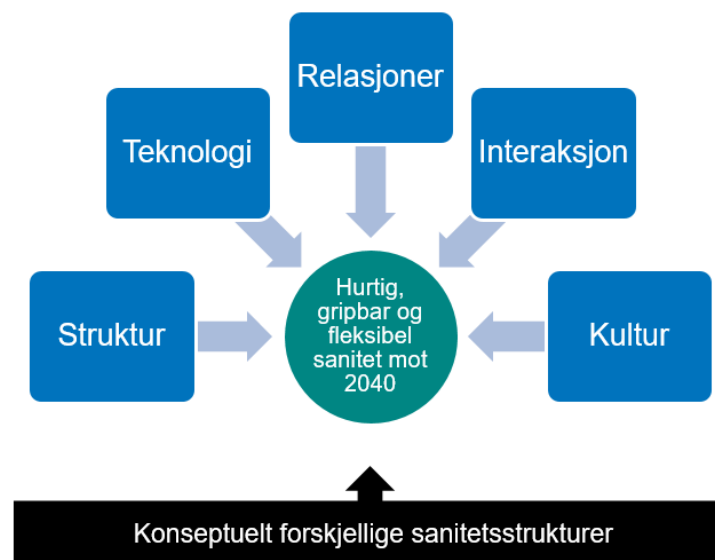 Relasjoner
Teknologi
Interaksjon
Struktur
Hurtig,
gripbar og
fleksibel
sanitet mot
2040
Kultur
Konseptuelt forskjellige sanitetsstrukturer